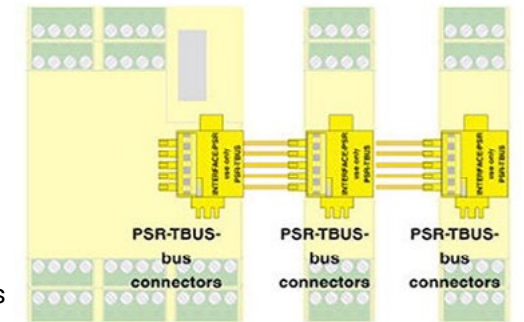 INTERFACE-PSR
use only
PSR-TBUS
INTERFACE-PSR
use only
PSR-TBUS
INTERFACE-PSR
use only
PSR-TBUS
PSR-TBUS-
bus
connectors
PSR-TBUS-
bus
connectors
PSR-TBUS-
bus
connectors
s